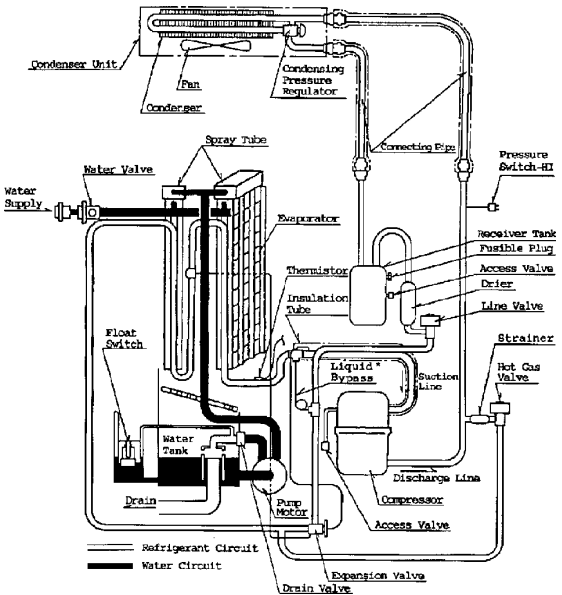 Condenser Unit
Fan
Condenser
Condensing
Pressure
Regulator
Connecting Pipe
Spray Tube
Water Valve
Water
Supply
Pressure
Switch-HI
Evaporator
Receiver Tank
Fusible Plug
Thermistor
Access Valve
Insulation
Tube
Drier
Line Valve
Float
Switch
Strainer
Liquid *
Bypass
Suction
Line
Hot Gas
Valve
Water
Tank
Discharge Line
Drain
Pump
Motor
Compressor
Access Valve
Refrigerant Circuit
Water Circuit
Expansion Valve
Drain Valve